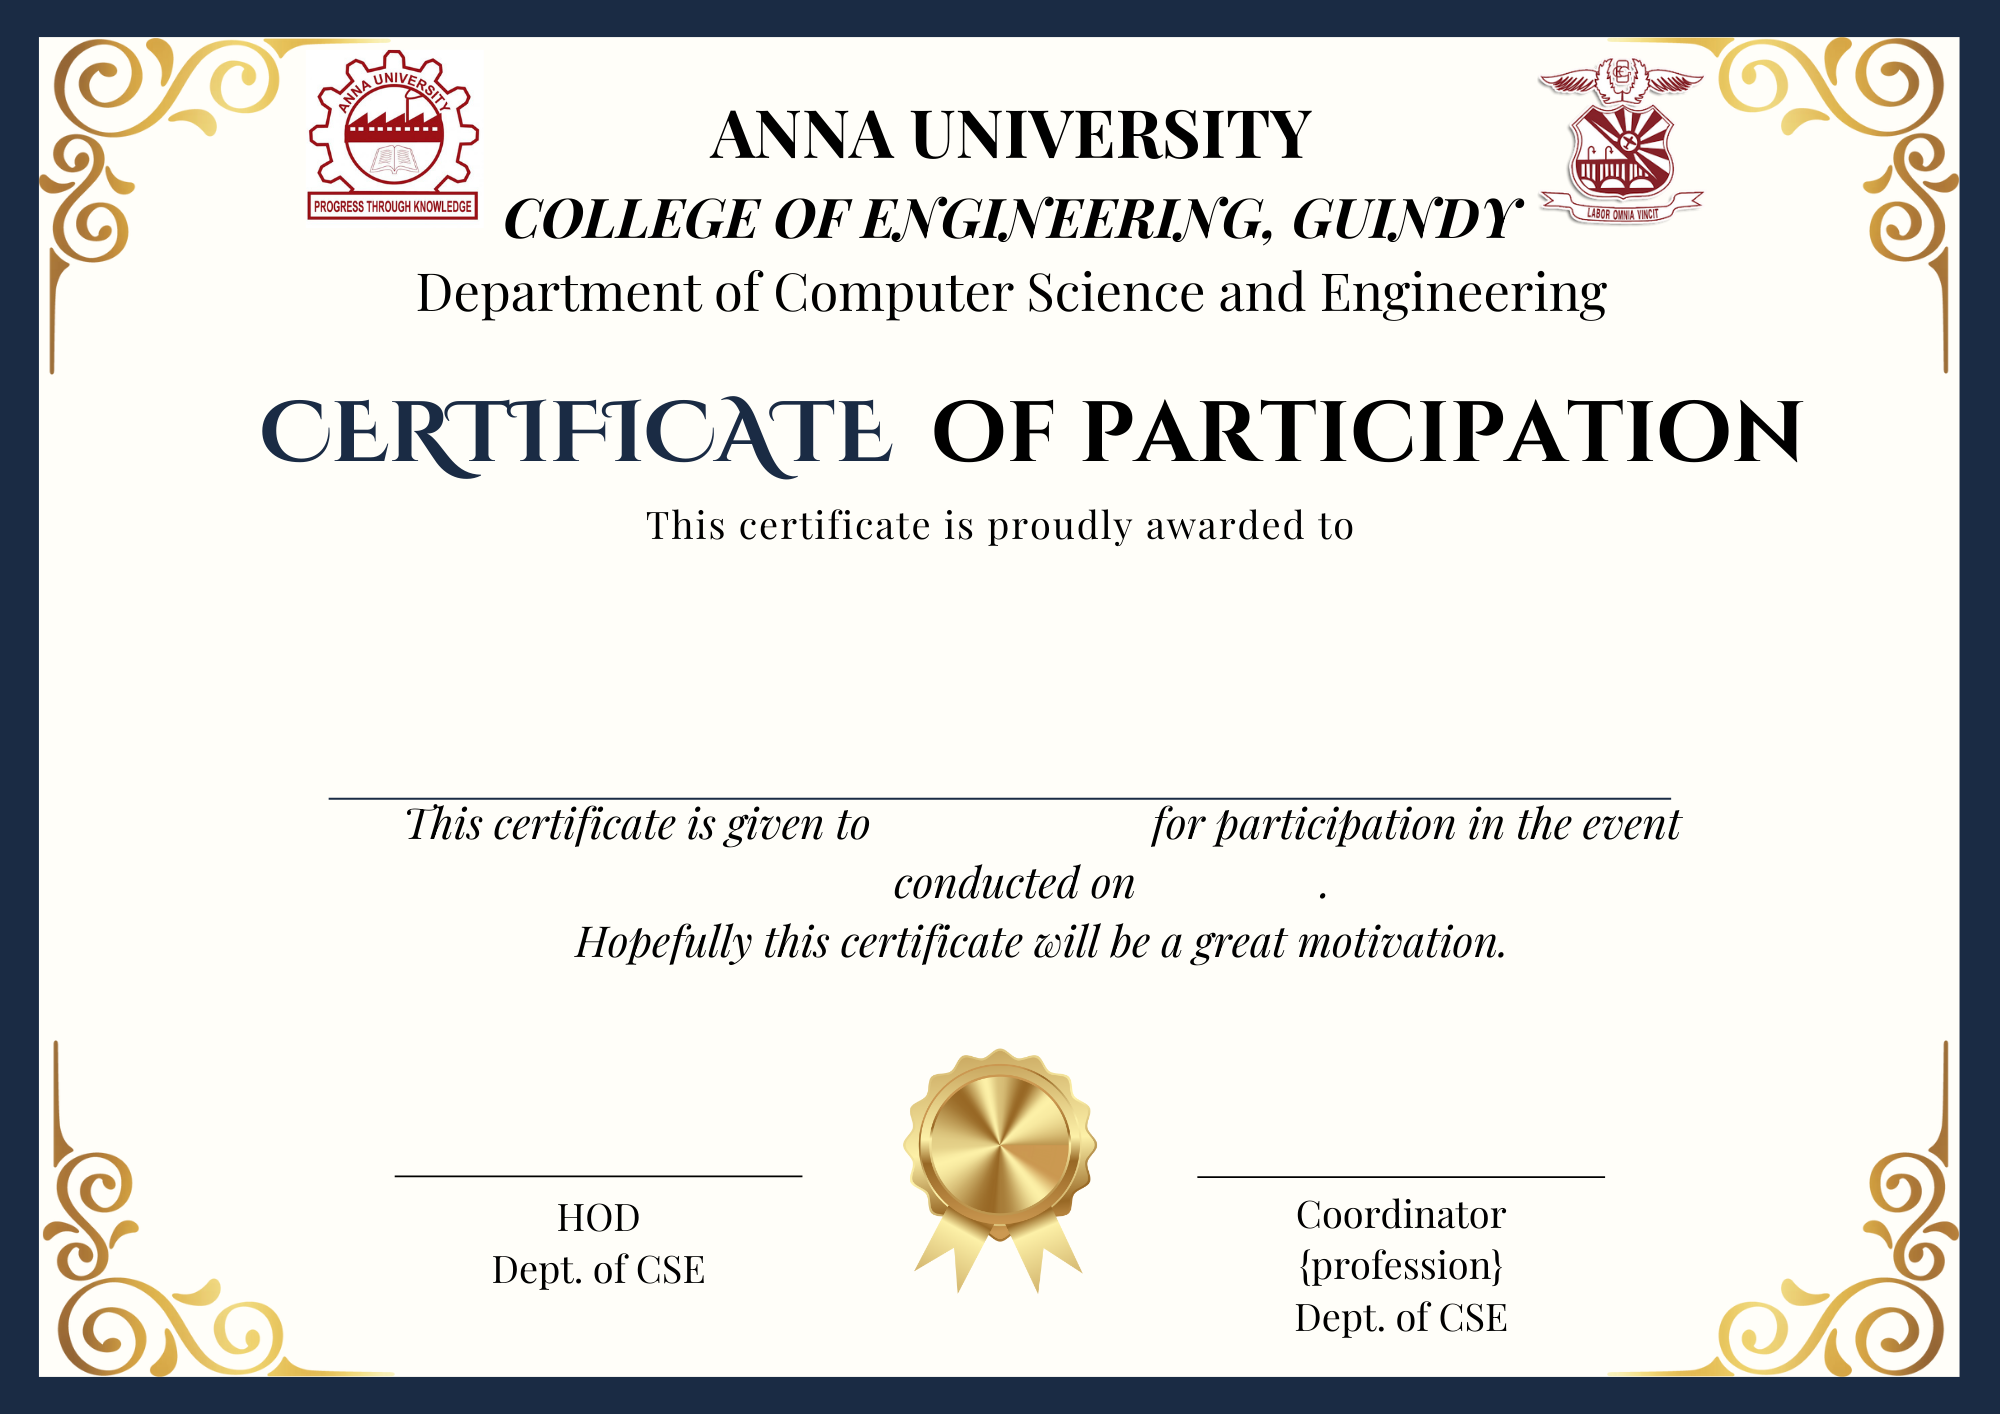 ANNA UNIVERSITY
PROGRESS THROUGH KNOWLEDGE
LABOR OMNIA VINCIT
ANNA UNIVERSITY
COLLEGE OF ENGINEERING, GUINDY
Department of Computer Science and Engineering
CERTIFICATE OF PARTICIPATION
This certificate is proudly awarded to
This certificate is given to for participation in the event
conducted on .
Hopefully this certificate will be a great motivation.
HOD
Dept. of CSE
Coordinator
{profession}
Dept. of CSE